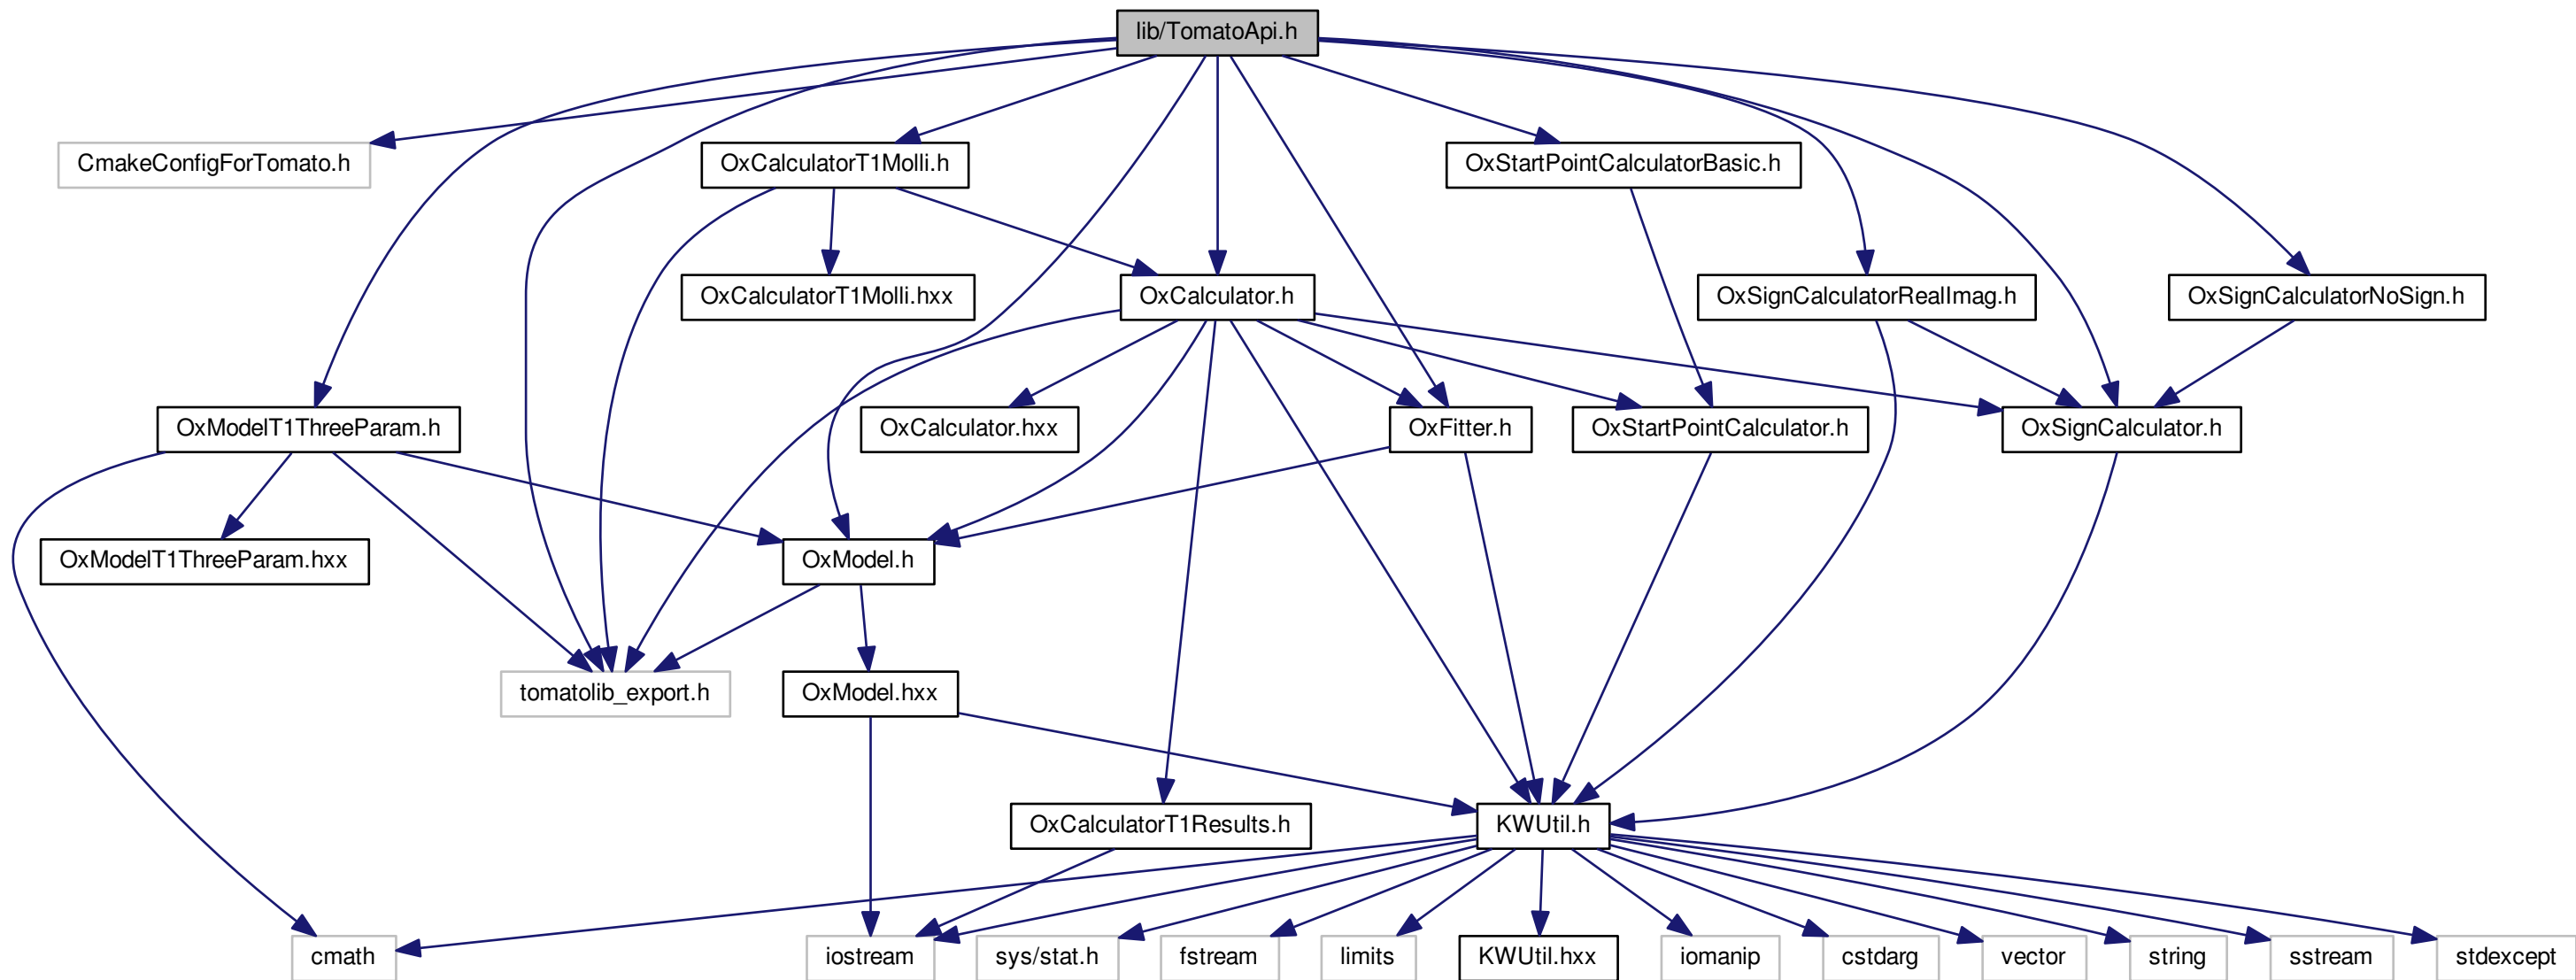 lib/TomatoApi.h
CmakeConfigForTomato.h
OxCalculatorT1Molli.h
OxStartPointCalculatorBasic.h
OxCalculatorT1Molli.hxx
OxCalculator.h
OxSignCalculatorRealImag.h
OxSignCalculatorNoSign.h
OxModelT1ThreeParam.h
OxCalculator.hxx
OxFitter.h
OxStartPointCalculator.h
OxSignCalculator.h
OxModelT1ThreeParam.hxx
OxModel.h
tomatolib_export.h
OxModel.hxx
OxCalculatorT1Results.h
KWUtil.h
cmath
iostream
sys/stat.h
fstream
limits
KWUtil.hxx
iomanip
cstdarg
vector
string
sstream
stdexcept